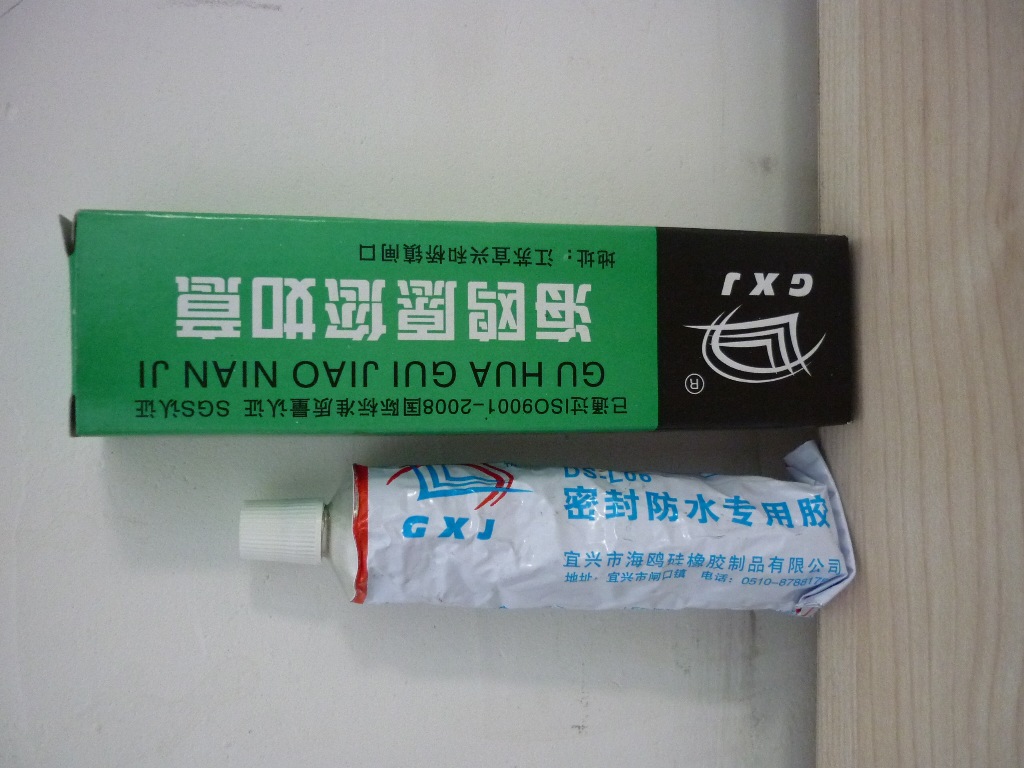 GXJ
®
已通过ISO9001-2008国际标准质量认证 SGS认证
GU HUA GUI JIAO NIAN JI
海鸥愿您如意
地址：江苏宜兴和桥镇闸口
GXJ
DS-L06
密封防水专用胶
宜兴市海鸥硅橡胶制品有限公司
地址：宜兴市闸口镇 电话：0510-878817